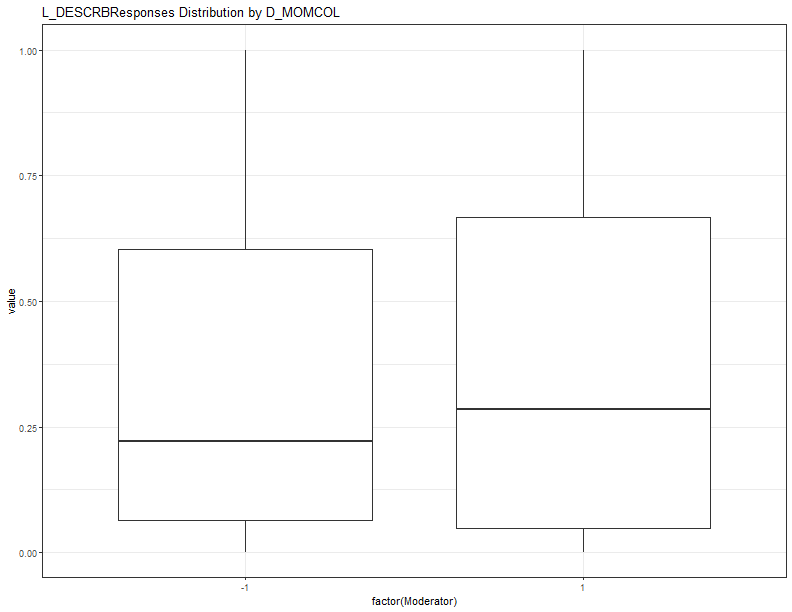 L_DESCRBResponses Distribution by D_MOMCOL
value
1.00
0.75
0.50
0.25
0.00
-1
1
factor(Moderator)